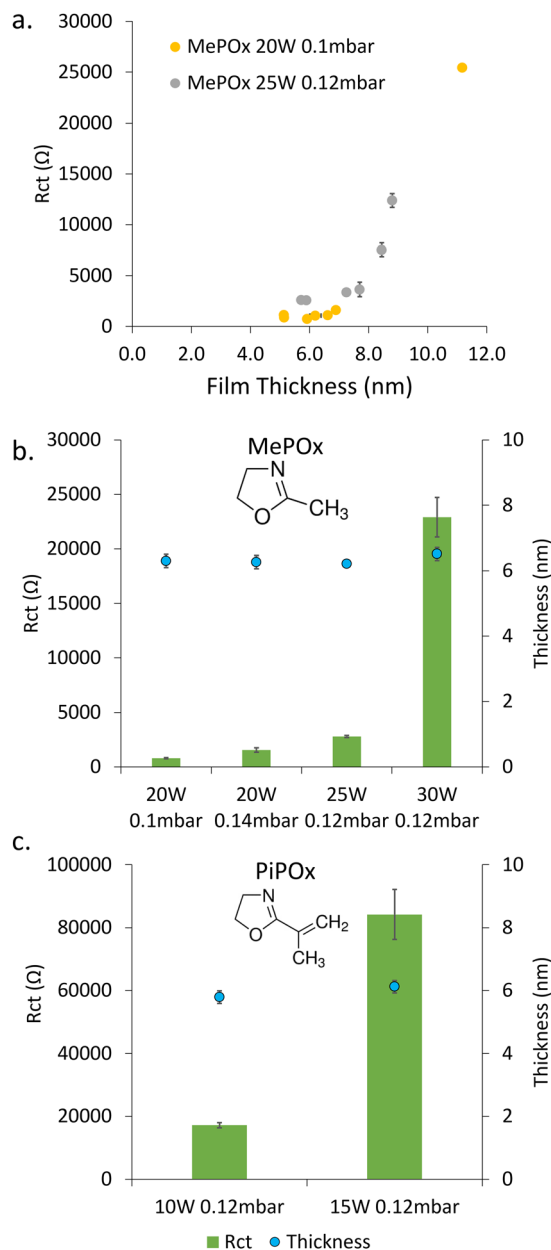 a.
30000
25000
20000
15000
10000
5000
0
Rct (Ω)
MePOx 20W 0.1mbar
MePOx 25W 0.12mbar
0.0 2.0 4.0 6.0 8.0 10.0 12.0
Film Thickness (nm)
b.
30000
25000
20000
15000
10000
5000
0
Rct (Ω)
MePOx
N
O
CH3
10
8
6
4
2
0
Thickness (nm)
20W 20W 25W 30W
0.1mbar 0.14mbar 0.12mbar 0.12mbar
c.
100000
80000
60000
40000
20000
0
Rct (Ω)
PiPOx
N
CH2
O
CH3
10
8
6
4
2
0
Thickness (nm)
10W 0.12mbar 15W 0.12mbar
Rct Thickness